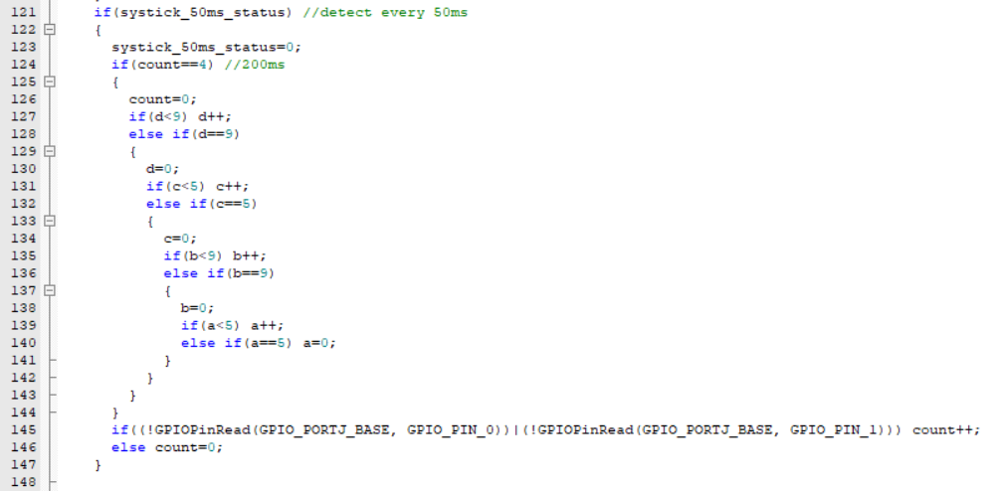 121 if(systick_50ms_status) //detect every 50ms
122 {
123 systick_50ms_status=0;
124 if(count==4) //200ms
125 {
126 count=0;
127 if(d<9) d++;
128 else if(d==9)
129 {
130 d=0;
131 if(c<5) c++;
132 else if(c==5)
133 {
134 c=0;
135 if(b<9) b++;
136 else if(b==9)
137 {
138 b=0;
139 if(a<5) a++;
140 else if(a==5) a=0;
141 }
142 }
143 }
144 }
145 if((!GPIOPinRead(GPIO_PORTJ_BASE, GPIO_PIN_0))|(!GPIOPinRead(GPIO_PORTJ_BASE, GPIO_PIN_1))) count++;
146 else count=0;
147 }
148